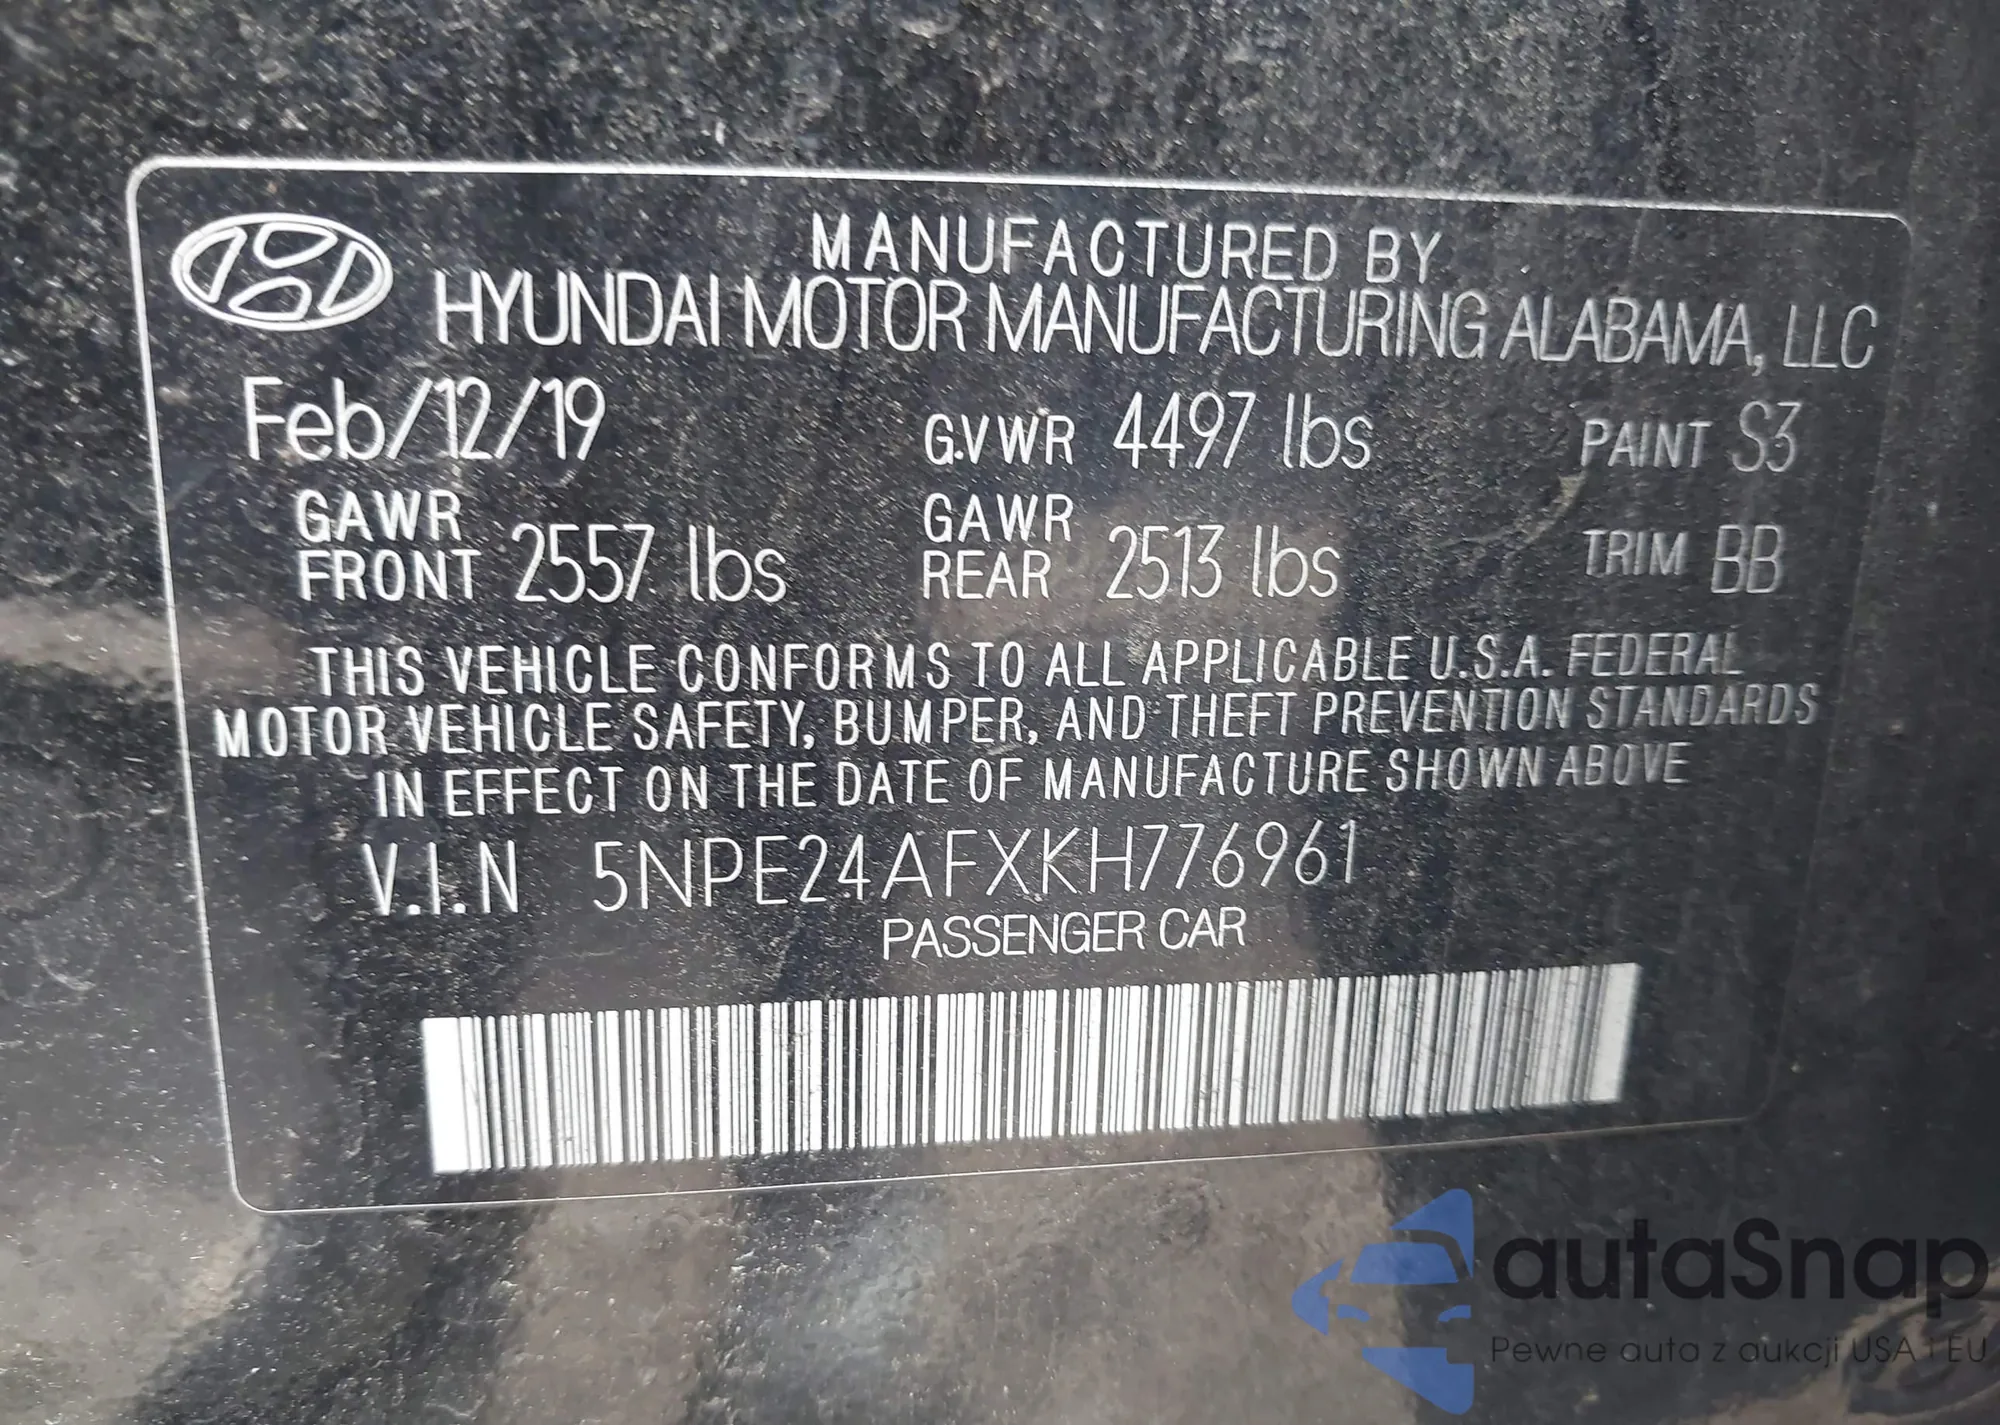 MANUFACTURED BY
HYUNDAI MOTOR MANUFACTURING ALABAMA, LLC
Feb/12/19 G.VWR 4497 lbs PAINT S3
GAWR FRONT 2557 lbs GAWR REAR 2513 lbs TRIM BB
THIS VEHICLE CONFORMS TO ALL APPLICABLE U.S.A. FEDERAL
MOTOR VEHICLE SAFETY, BUMPER, AND THEFT PREVENTION STANDARDS
IN EFFECT ON THE DATE OF MANUFACTURE SHOWN ABOVE
V.I.N 5NPE24AFXKH776961
PASSENGER CAR
autaSnap
Pewne auta z aukcji USA i EU